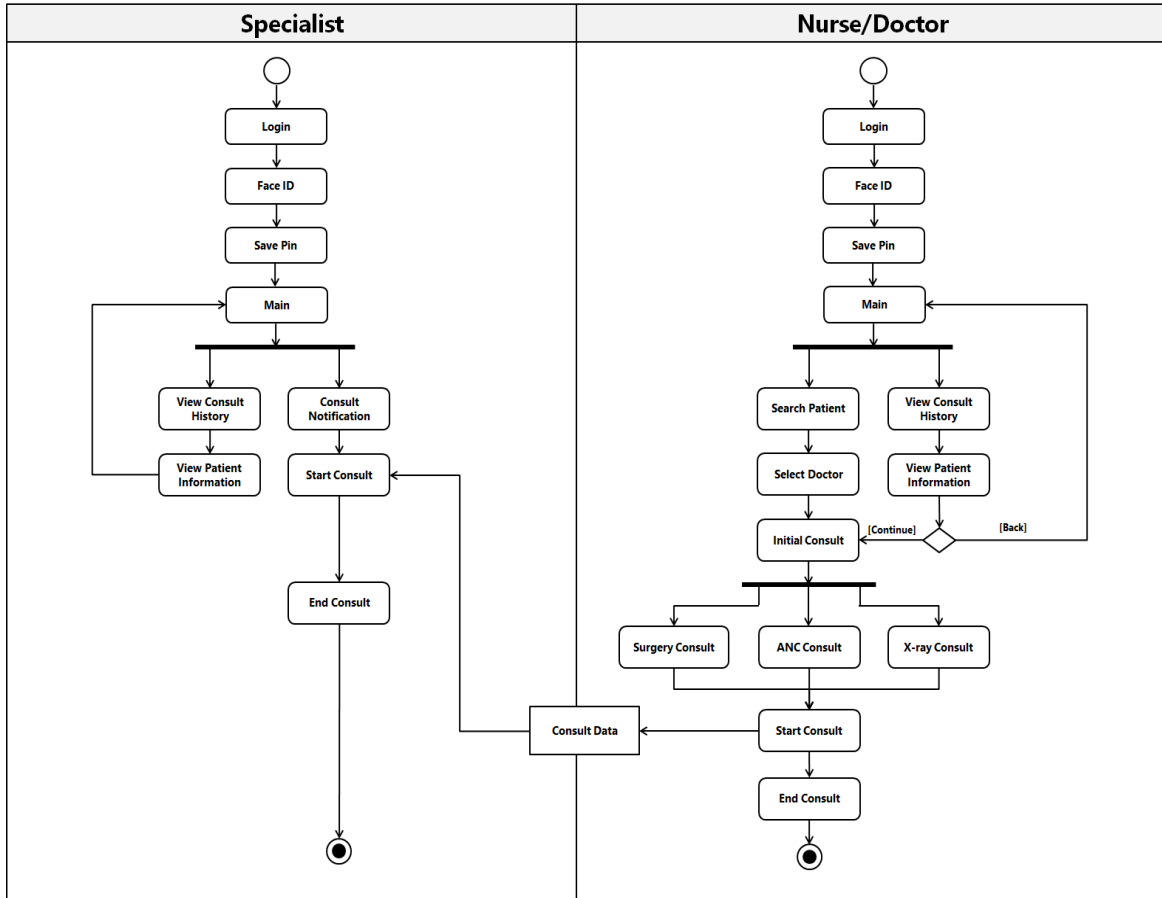 Specialist
Nurse/Doctor
Login
Face ID
Save Pin
Main
View Consult
History
Consult
Notification
View Patient
Information
Start Consult
End Consult
Login
Face ID
Save Pin
Main
Search Patient
View Consult
History
Select Doctor
View Patient
Information
Initial Consult
[Continue]
[Back]
Surgery Consult
ANC Consult
X-ray Consult
Consult Data
Start Consult
End Consult